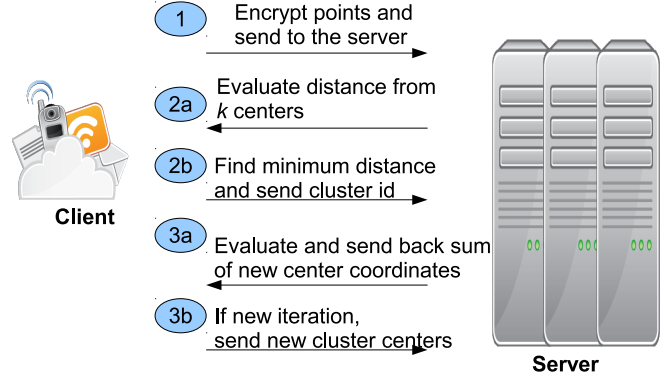 1
Encrypt points and
send to the server
2a
Evaluate distance from
k centers
2b
Find minimum distance
and send cluster id
Client
3a
Evaluate and send back sum
of new center coordinates
3b
If new iteration,
send new cluster centers
Server